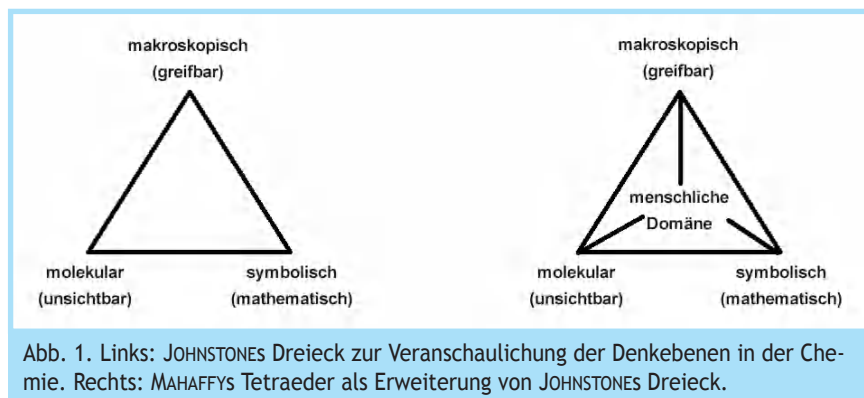 makroskopisch
(greifbar)
molekular
(unsichtbar)
symbolisch
(mathematisch)
makroskopisch
(greifbar)
menschliche
Domäne
molekular
(unsichtbar)
symbolisch
(mathematisch)
Abb. 1. Links: JOHNSTONEs Dreieck zur Veranschaulichung der Denkebenen in der Che-
mie. Rechts: MAHAFFYs Tetraeder als Erweiterung von JOHNSTONEs Dreieck.